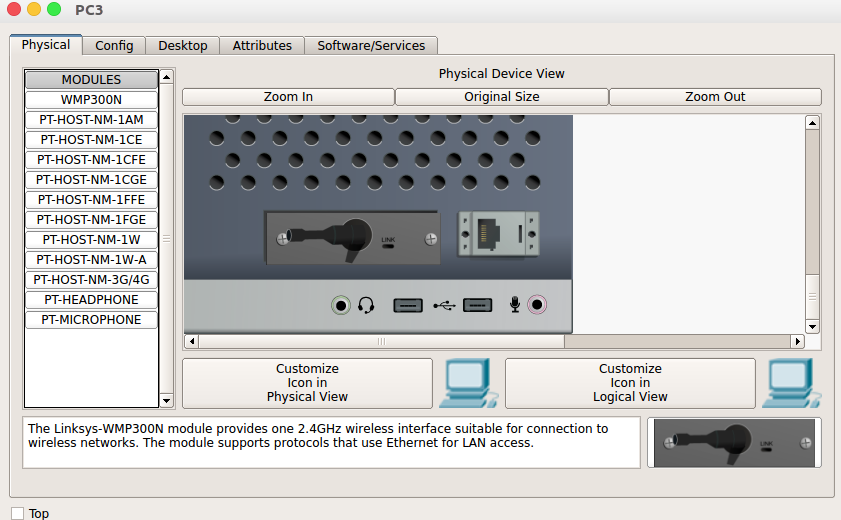 PC3
Physical
Config
Desktop
Attributes
Software/Services
MODULES
WMP300N
PT-HOST-NM-1AM
PT-HOST-NM-1CE
PT-HOST-NM-1CFE
PT-HOST-NM-1CGE
PT-HOST-NM-1FFE
PT-HOST-NM-1FGE
PT-HOST-NM-1W
PT-HOST-NM-1W-A
PT-HOST-NM-3G/4G
PT-HEADPHONE
PT-MICROPHONE
Physical Device View
Zoom In
Original Size
Zoom Out
LINK
Customize
Icon in
Physical View
Customize
Icon in
Logical View
The Linksys-WMP300N module provides one 2.4GHz wireless interface suitable for connection to
wireless networks. The module supports protocols that use Ethernet for LAN access.
LINK
Top